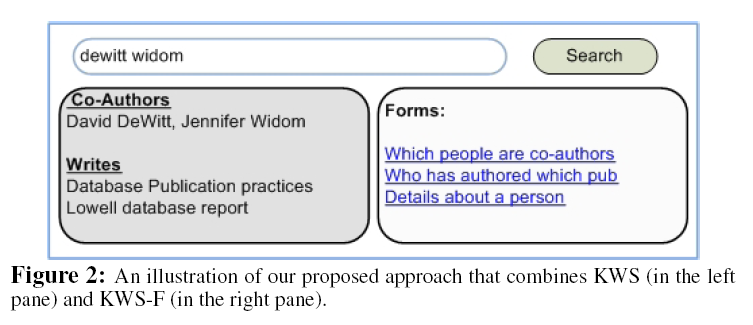 dewitt widom
Search
Co-Authors
David DeWitt, Jennifer Widom
Writes
Database Publication practices
Lowell database report
Forms:
Which people are co-authors
Who has authored which pub
Details about a person
Figure 2: An illustration of our proposed approach that combines KWS (in the left
pane) and KWS-F (in the right pane).